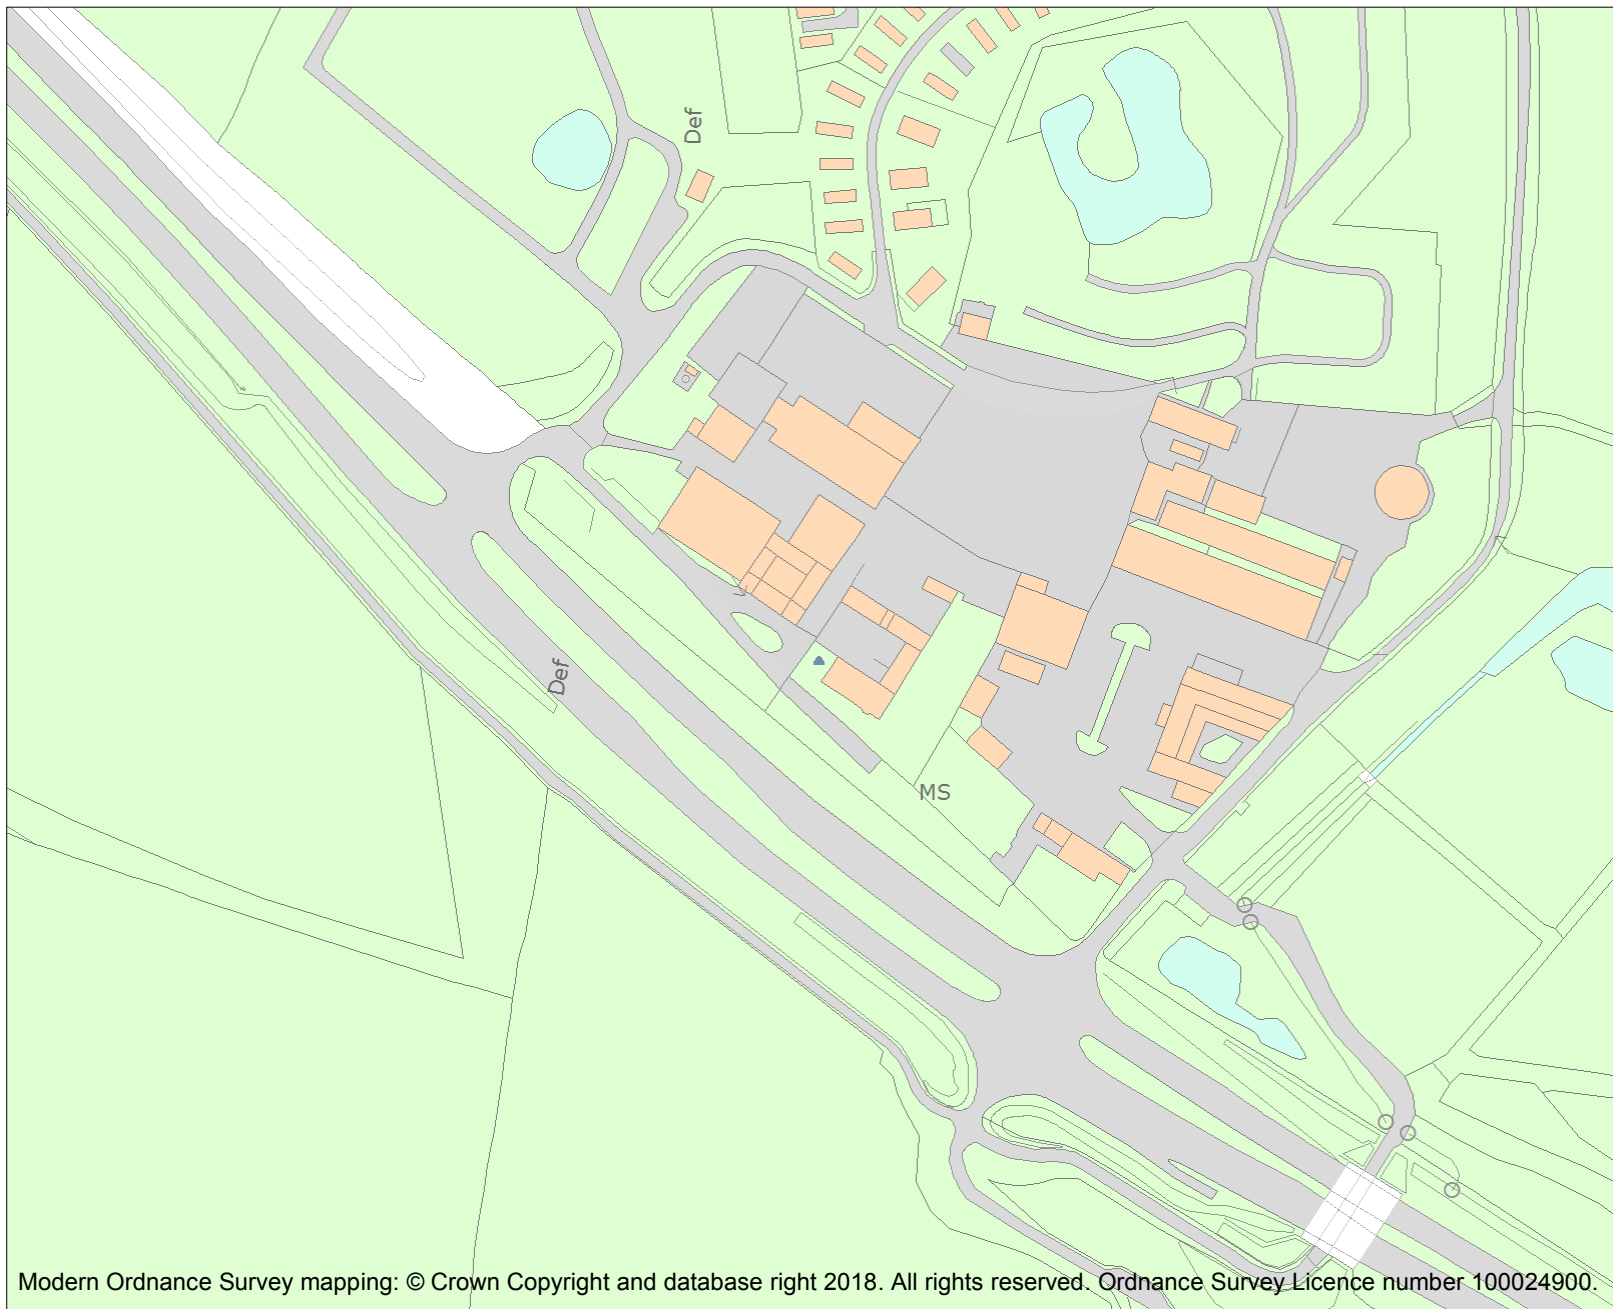 Def
Def
MS
Modern Ordnance Survey mapping: © Crown Copyright and database right 2018. All rights reserved. Ordnance Survey Licence number 100024900.